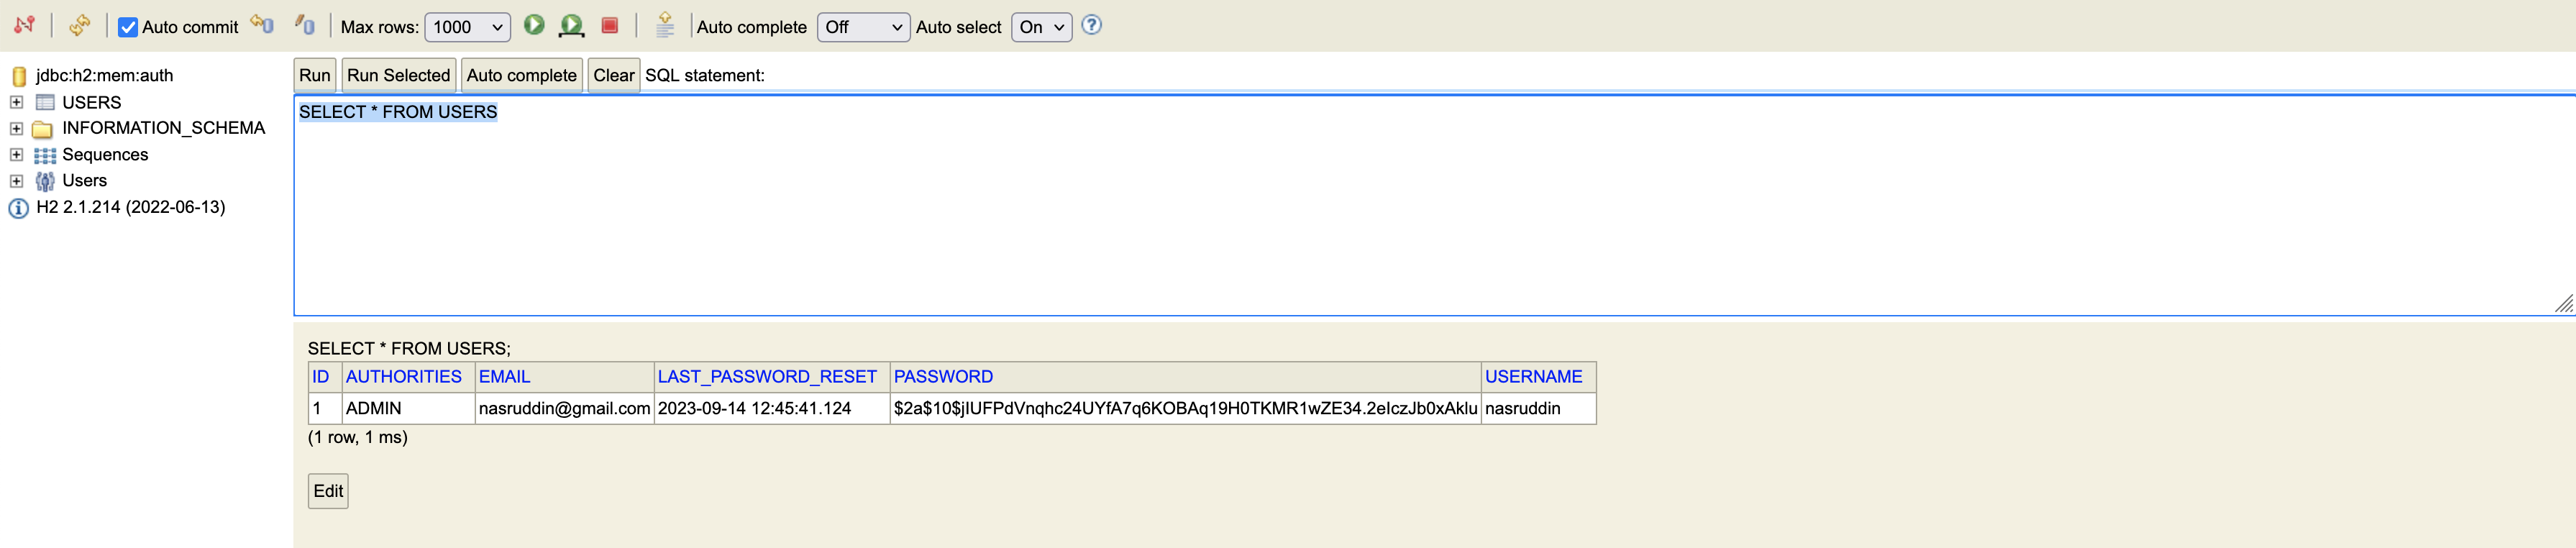 Auto commit Max rows: 1000 Auto complete Off Auto select On
jdbc:h2:mem:auth
USERS
INFORMATION_SCHEMA
Sequences
Users
H2 2.1.214 (2022-06-13)
Run Run Selected Auto complete Clear SQL statement:
SELECT * FROM USERS
SELECT * FROM USERS;
ID AUTHORITIES EMAIL LAST_PASSWORD_RESET PASSWORD USERNAME
1 ADMIN nasruddin@gmail.com 2023-09-14 12:45:41.124 $2a$10$jIUFPdVnqhc24UYfA7q6KOBAq19H0TKMR1wZE34.2eIczJb0xAklu nasruddin
(1 row, 1 ms)
Edit